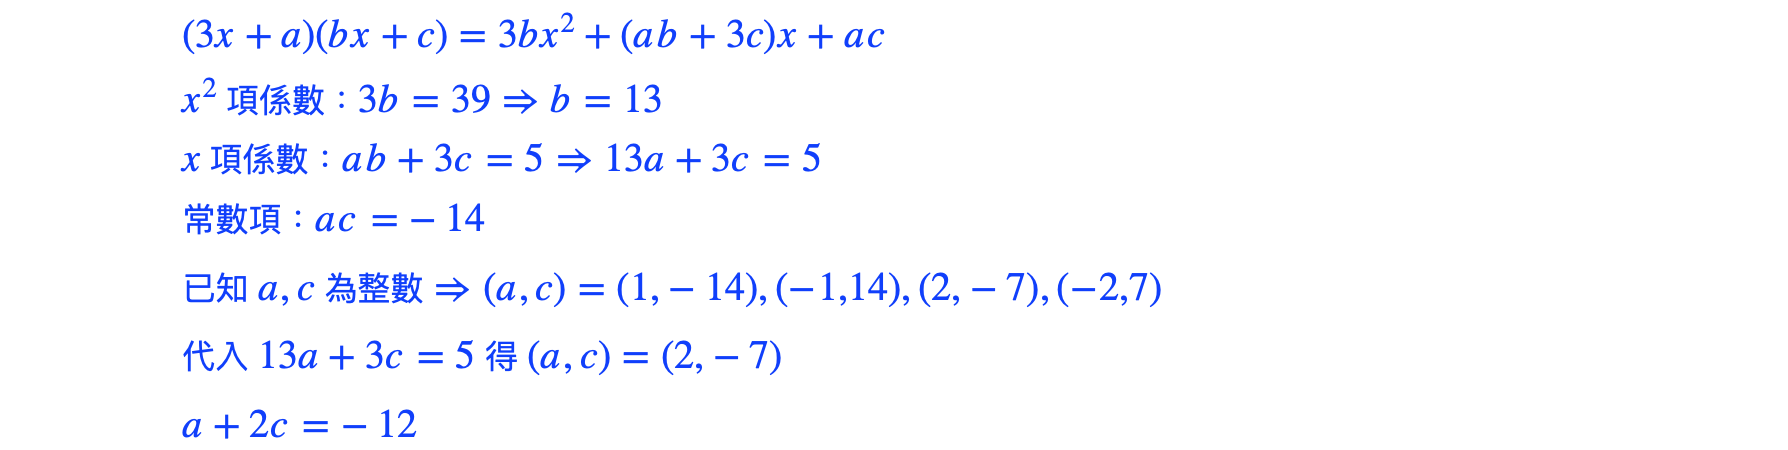 (3x + a)(bx + c) = 3bx² + (ab + 3c)x + ac
x² 項係數：3b = 39 ⇒ b = 13
x 項係數：ab + 3c = 5 ⇒ 13a + 3c = 5
常數項：ac = − 14
已知 a, c 為整數 ⇒ (a, c) = (1, − 14), (−1,14), (2, − 7), (−2,7)
代入 13a + 3c = 5 得 (a, c) = (2, − 7)
a + 2c = − 12